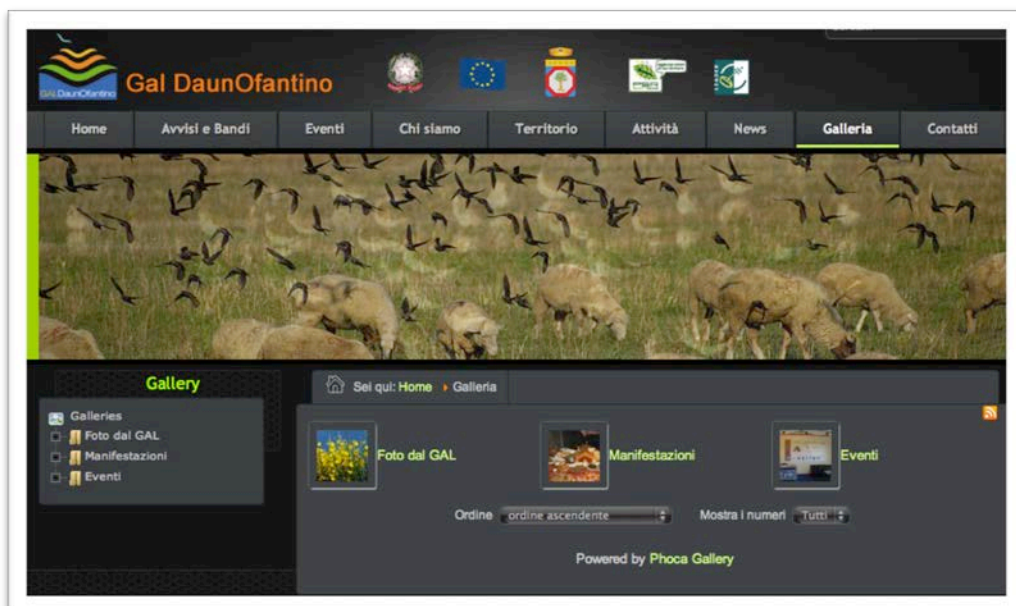 GAL DaunOfantino
Gal DaunOfantino
Home Avvisi e Bandi Eventi Chi siamo Territorio Attività News Galleria Contatti
Gallery
Sei qui: Home Galleria
Galleries
Foto dal GAL
Manifestazioni
Eventi
Foto dal GAL Manifestazioni Eventi
Ordine ordine ascendente Mostra i numeri Tutti
Powered by Phoca Gallery